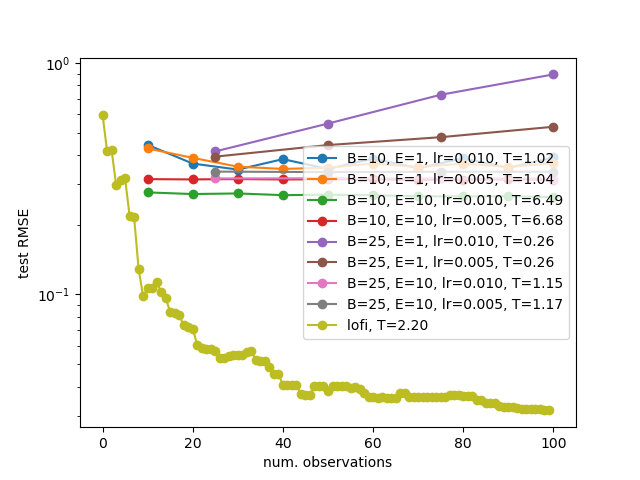 10⁰
10⁻¹
test RMSE
B=10, E=1, lr=0.010, T=1.02
B=10, E=1, lr=0.005, T=1.04
B=10, E=10, lr=0.010, T=6.49
B=10, E=10, lr=0.005, T=6.68
B=25, E=1, lr=0.010, T=0.26
B=25, E=1, lr=0.005, T=0.26
B=25, E=10, lr=0.010, T=1.15
B=25, E=10, lr=0.005, T=1.17
lofi, T=2.20
0 20 40 60 80 100
num. observations